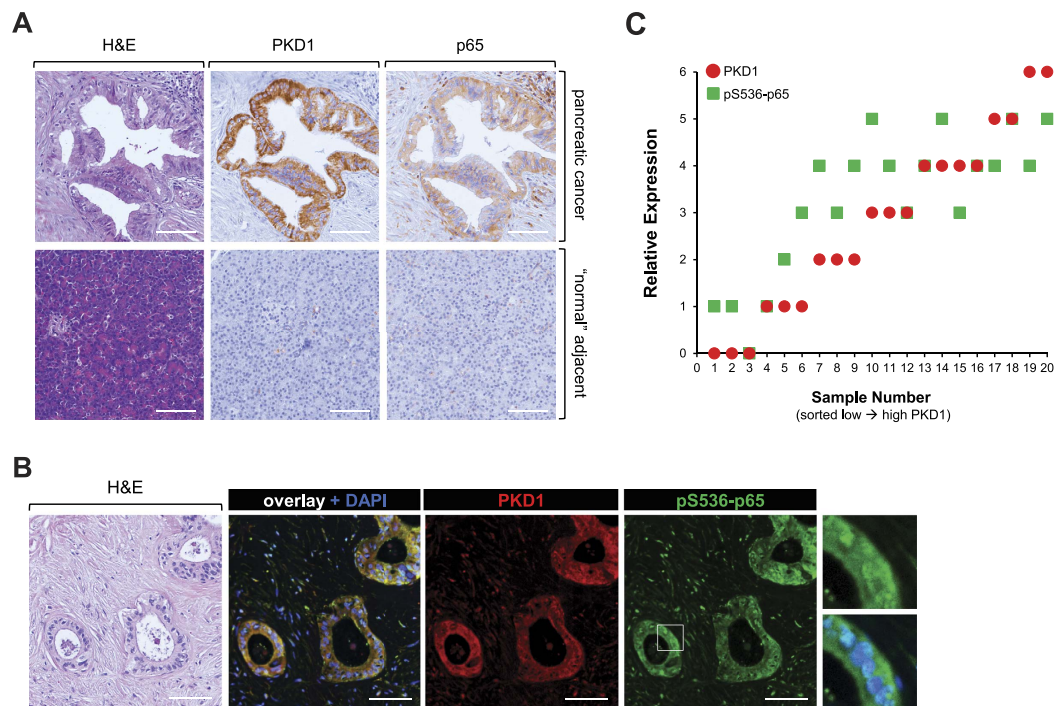 A
H&E
PKD1
p65
pancreatic cancer
"normal" adjacent
B
H&E
overlay + DAPI
PKD1
pS536-p65
C
PKD1
pS536-p65
Relative Expression
6
5
4
3
2
1
0
0 1 2 3 4 5 6 7 8 9 10 11 12 13 14 15 16 17 18 19 20
Sample Number
(sorted low → high PKD1)